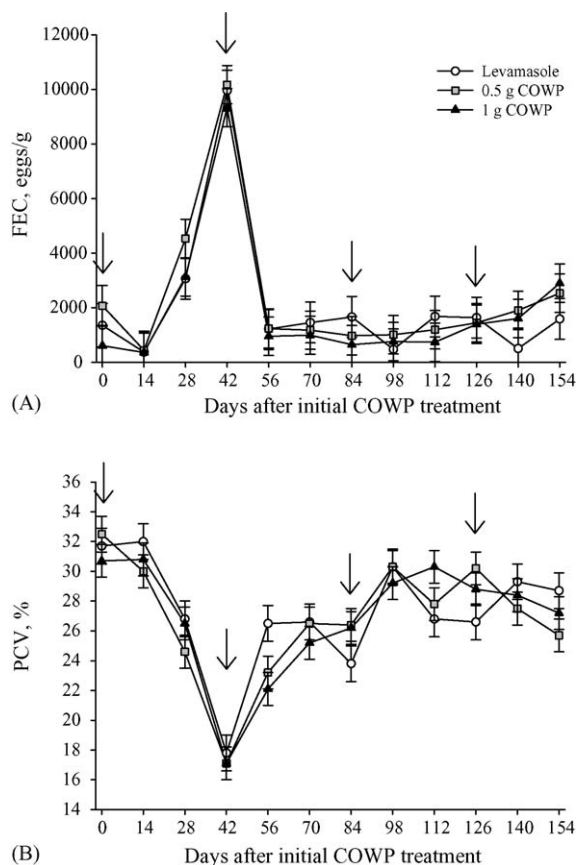 12000
10000
8000
6000
4000
2000
0
FEC, eggs/g
Levamasole
0.5 g COWP
1 g COWP
0 14 28 42 56 70 84 98 112 126 140 154
(A) Days after initial COWP treatment
36
34
32
30
28
26
24
22
20
18
16
14
PCV, %
0 14 28 42 56 70 84 98 112 126 140 154
(B) Days after initial COWP treatment